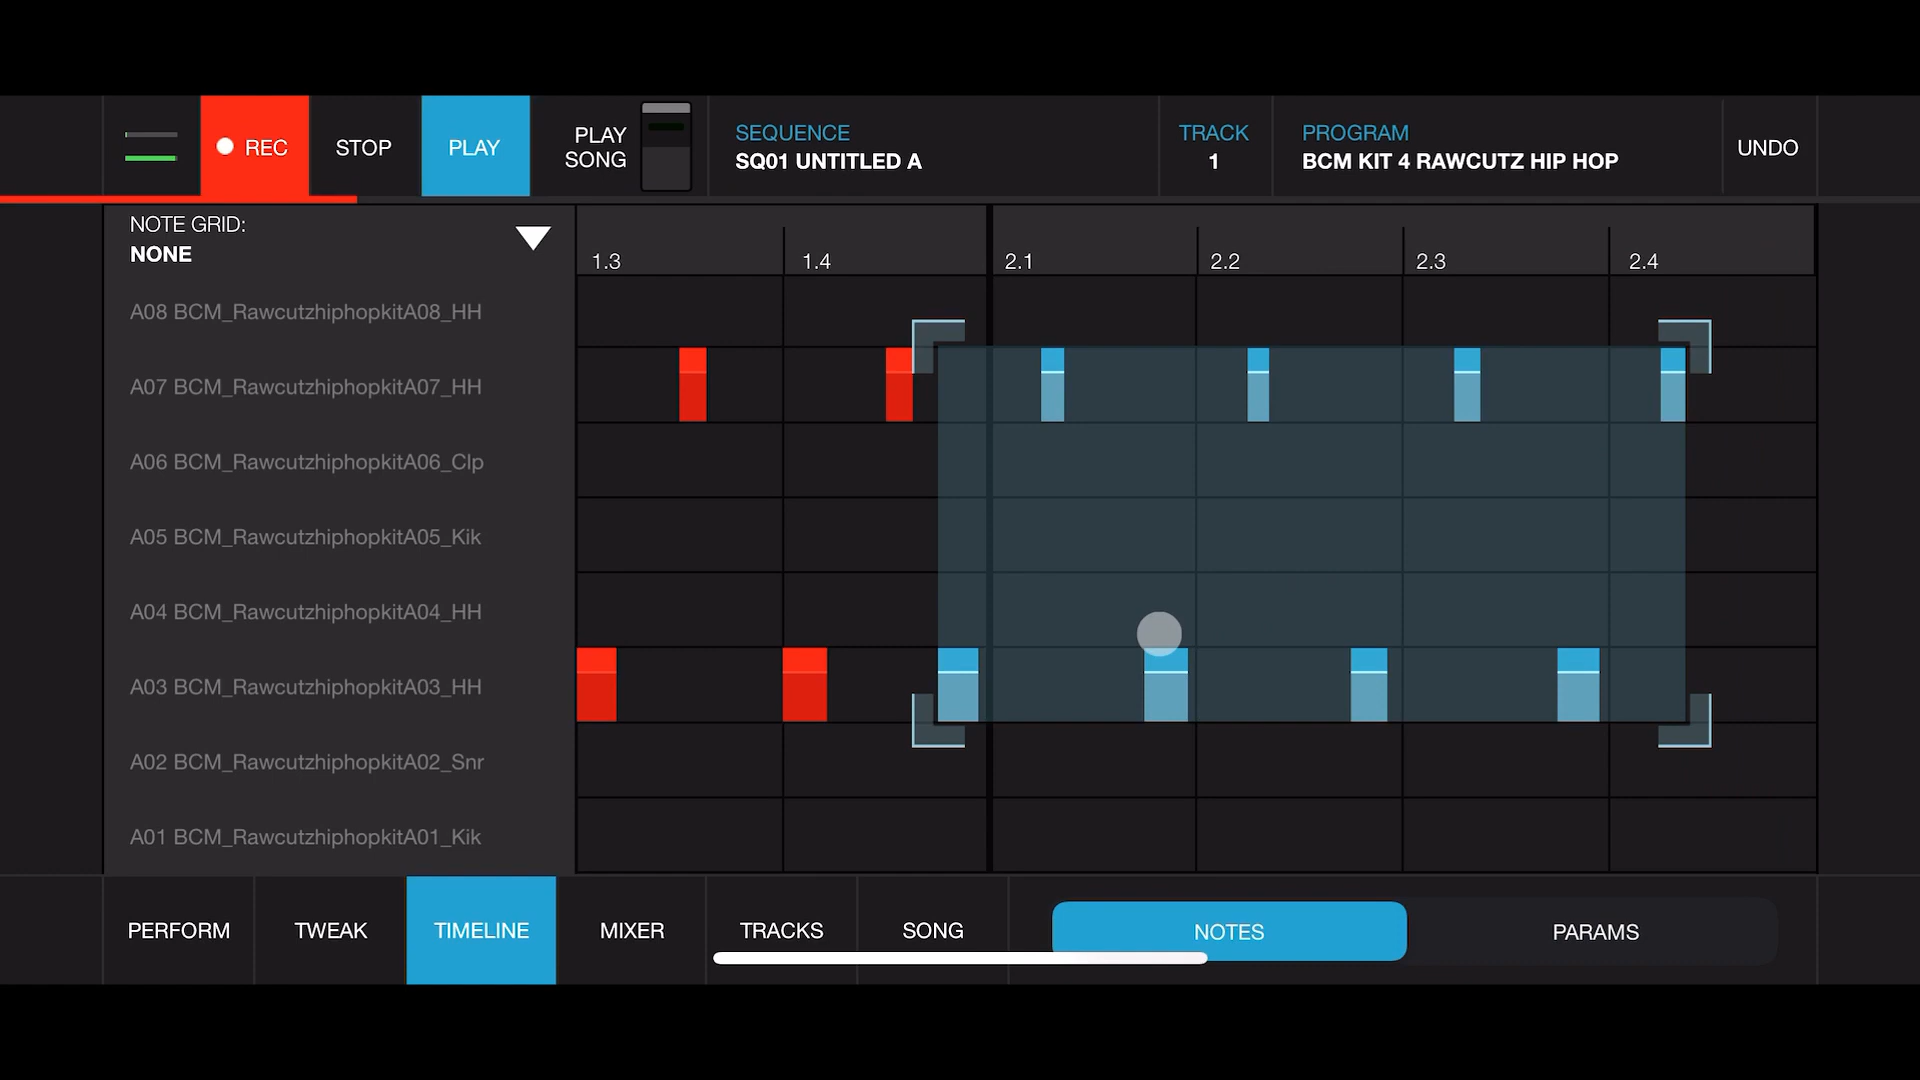 REC
STOP
PLAY
PLAY
SONG
SEQUENCE
SQ01 UNTITLED A
TRACK
1
PROGRAM
BCM KIT 4 RAWCUTZ HIP HOP
UNDO
NOTE GRID:
NONE
1.3
1.4
2.1
2.2
2.3
2.4
A08 BCM_RawcutzhiphopkitA08_HH
A07 BCM_RawcutzhiphopkitA07_HH
A06 BCM_RawcutzhiphopkitA06_Clp
A05 BCM_RawcutzhiphopkitA05_Kik
A04 BCM_RawcutzhiphopkitA04_HH
A03 BCM_RawcutzhiphopkitA03_HH
A02 BCM_RawcutzhiphopkitA02_Snr
A01 BCM_RawcutzhiphopkitA01_Kik
PERFORM
TWEAK
TIMELINE
MIXER
TRACKS
SONG
NOTES
PARAMS